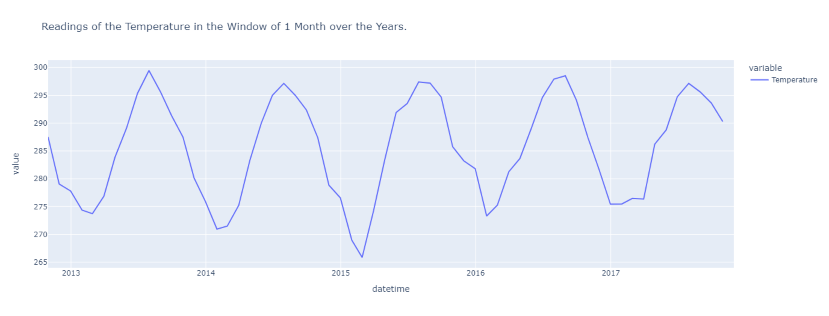 Readings of the Temperature in the Window of 1 Month over the Years.
variable
Temperature
value
300
295
290
285
280
275
270
265
2013
2014
2015
2016
2017
datetime